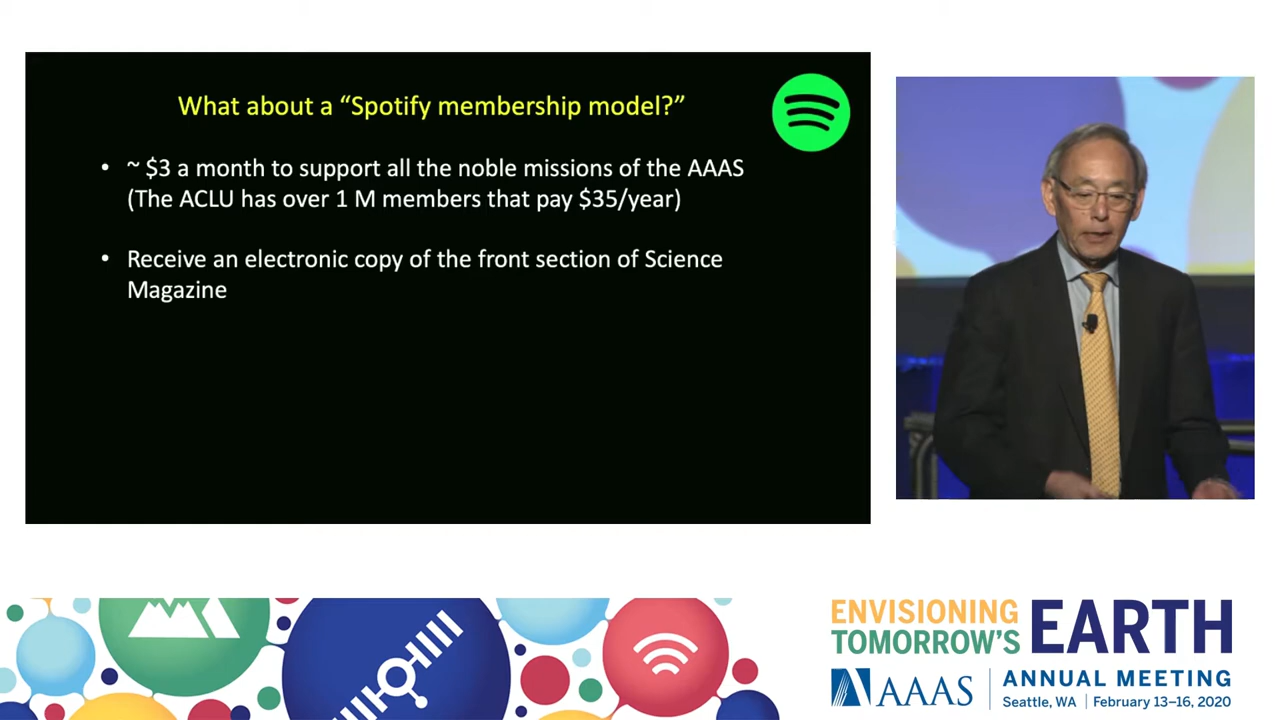 What about a “Spotify membership model?”
• ~ $3 a month to support all the noble missions of the AAAS
(The ACLU has over 1 M members that pay $35/year)
• Receive an electronic copy of the front section of Science
Magazine
ENVISIONING
TOMORROW'S
EARTH
AAAS
ANNUAL MEETING
Seattle, WA | February 13–16, 2020